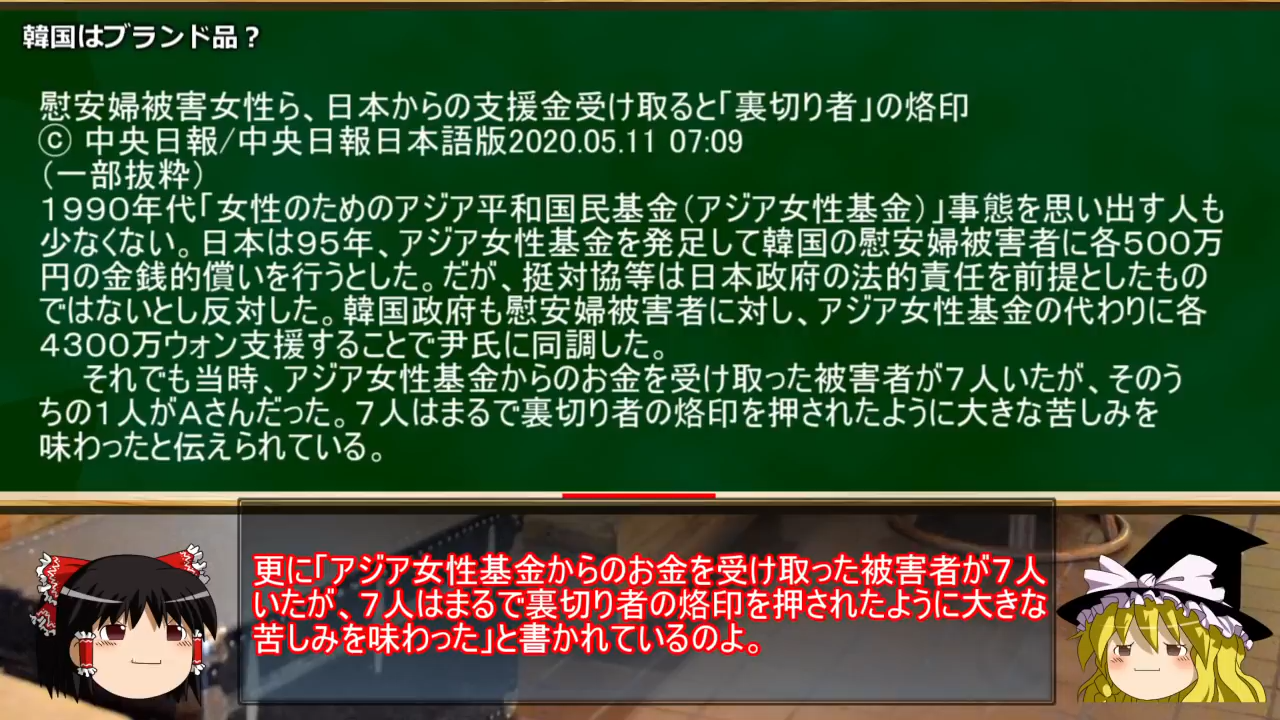 韓国はブランド品？
慰安婦被害女性ら、日本からの支援金受け取ると「裏切り者」の烙印
ⓒ 中央日報/中央日報日本語版2020.05.11 07:09
（一部抜粋）
１９９０年代「女性のためのアジア平和国民基金（アジア女性基金）」事態を思い出す人も
少なくない。日本は９５年、アジア女性基金を発足して韓国の慰安婦被害者に各５００万
円の金銭的償いを行うとした。だが、挺対協等は日本政府の法的責任を前提としたもの
ではないとし反対した。韓国政府も慰安婦被害者に対し、アジア女性基金の代わりに各
４３００万ウォン支援することで尹氏に同調した。
　それでも当時、アジア女性基金からのお金を受け取った被害者が７人いたが、そのう
ちの１人がＡさんだった。７人はまるで裏切り者の烙印を押されたように大きな苦しみを
味わったと伝えられている。
更に「アジア女性基金からのお金を受け取った被害者が７人
いたが、７人はまるで裏切り者の烙印を押されたように大きな
苦しみを味わった」と書かれているのよ。